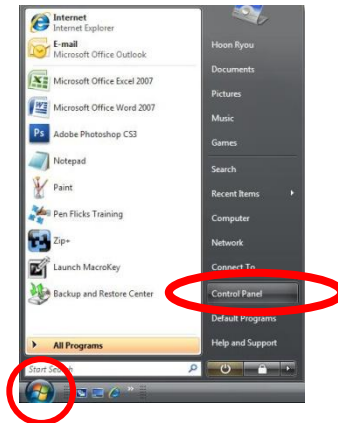 Internet
Internet Explorer
E-mail
Microsoft Office Outlook
Microsoft Office Excel 2007
Microsoft Office Word 2007
Ps Adobe Photoshop CS3
Notepad
Paint
Pen Flicks Training
Zip+
Launch MacroKey
Backup and Restore Center
All Programs
Start Search
Hoon Ryou
Documents
Pictures
Music
Games
Search
Recent Items
Computer
Network
Connect To
Control Panel
Default Programs
Help and Support